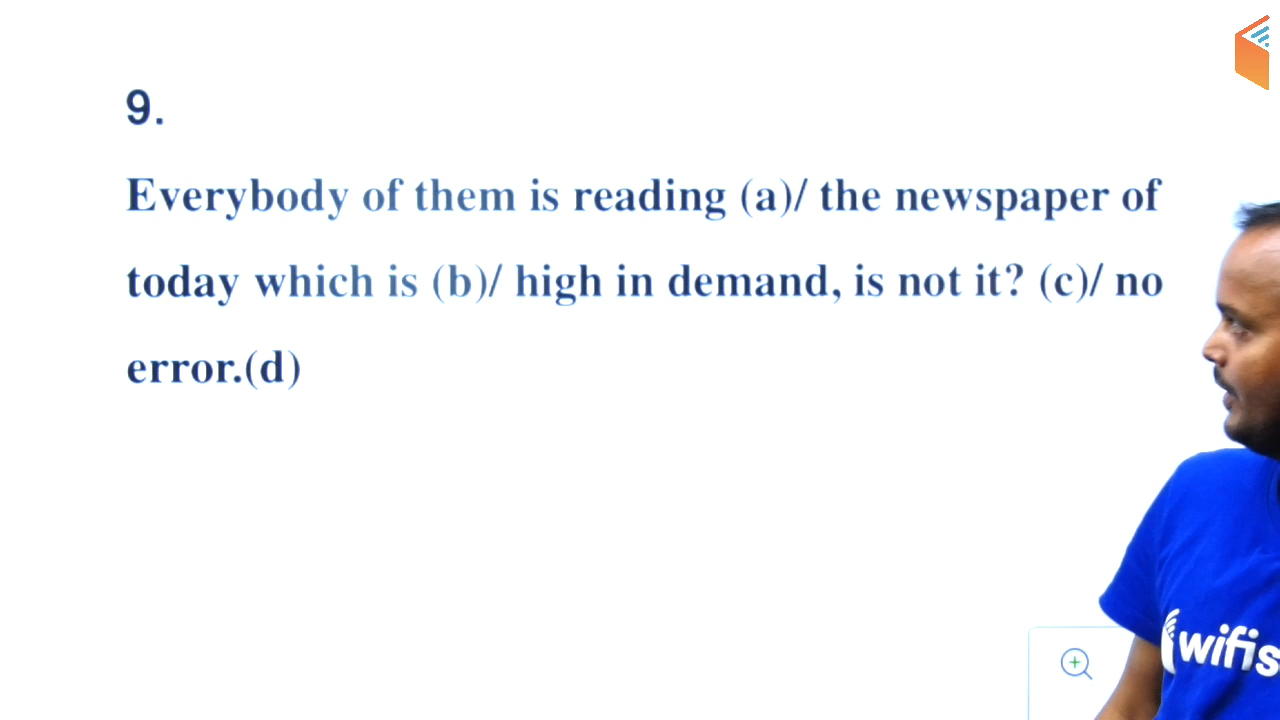 9.
Everybody of them is reading (a)/ the newspaper of
today which is (b)/ high in demand, is not it? (c)/ no
error.(d)
wifis